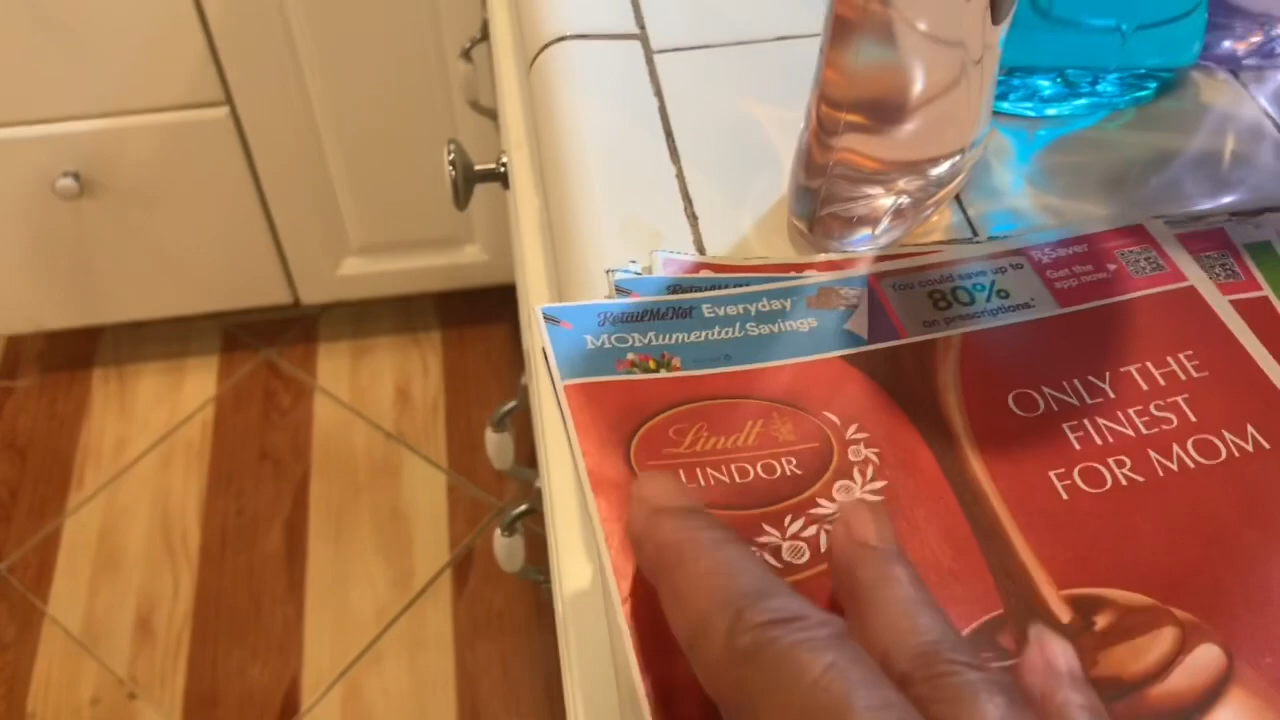 RetailMeNot Everyday
MOMumental Savings
You could save up to
80%
on prescriptions.*
RxSaver
Get the
app now.
Lindt
LINDOR
ONLY THE
FINEST
FOR MOM
RetailMeN